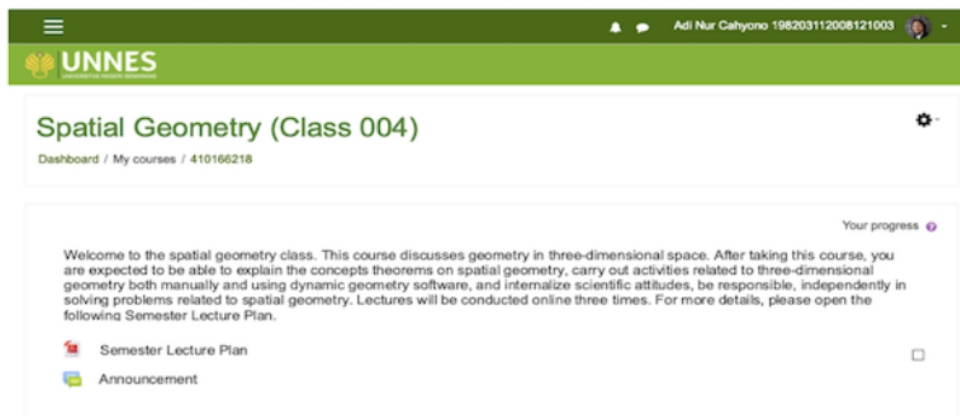 Adi Nur Cahyono 198203112008121003
UNNES
UNIVERSITAS NEGERI SEMARANG
Spatial Geometry (Class 004)
Dashboard / My courses / 410166218
Your progress
Welcome to the spatial geometry class. This course discusses geometry in three-dimensional space. After taking this course, you
are expected to be able to explain the concepts theorems on spatial geometry, carry out activities related to three-dimensional
geometry both manually and using dynamic geometry software, and internalize scientific attitudes, be responsible, independently in
solving problems related to spatial geometry. Lectures will be conducted online three times. For more details, please open the
following Semester Lecture Plan.
Semester Lecture Plan
Announcement